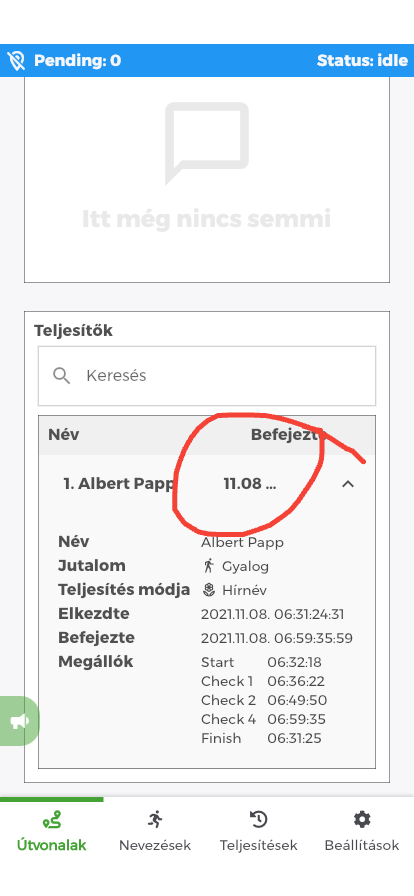 Pending: 0 Status: idle
Itt még nincs semmi
Teljesítők
Keresés
Név Befejezte
1. Albert Papp 11.08 ...
Név Albert Papp
Jutalom Gyalog
Teljesítés módja Hírnév
Elkezdte 2021.11.08. 06:31:24:31
Befejezte 2021.11.08. 06:59:35:59
Megállók Start 06:32:18
Check 1 06:36:22
Check 2 06:49:50
Check 4 06:59:35
Finish 06:31:25
Útvonalak Nevezések Teljesítések Beállítások